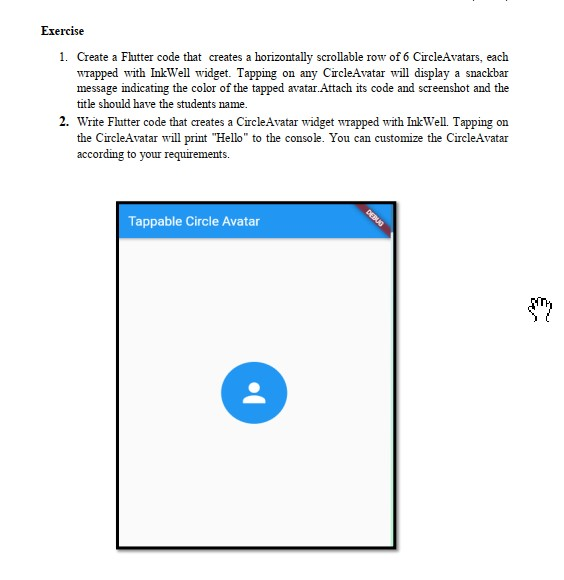 Exercise
1. Create a Flutter code that creates a horizontally scrollable row of 6 CircleAvatars, each
wrapped with InkWell widget. Tapping on any CircleAvatar will display a snackbar
message indicating the color of the tapped avatar.Attach its code and screenshot and the
title should have the students name.
2. Write Flutter code that creates a CircleAvatar widget wrapped with InkWell. Tapping on
the CircleAvatar will print "Hello" to the console. You can customize the CircleAvatar
according to your requirements.
Tappable Circle Avatar
DEBUG